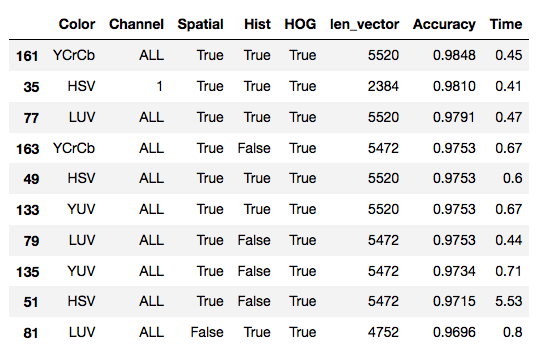 Color Channel Spatial Hist HOG len_vector Accuracy Time
161 YCrCb ALL True True True 5520 0.9848 0.45
35 HSV 1 True True True 2384 0.9810 0.41
77 LUV ALL True True True 5520 0.9791 0.47
163 YCrCb ALL True False True 5472 0.9753 0.67
49 HSV ALL True True True 5520 0.9753 0.6
133 YUV ALL True True True 5520 0.9753 0.67
79 LUV ALL True False True 5472 0.9753 0.44
135 YUV ALL True False True 5472 0.9734 0.71
51 HSV ALL True False True 5472 0.9715 5.53
81 LUV ALL False True True 4752 0.9696 0.8